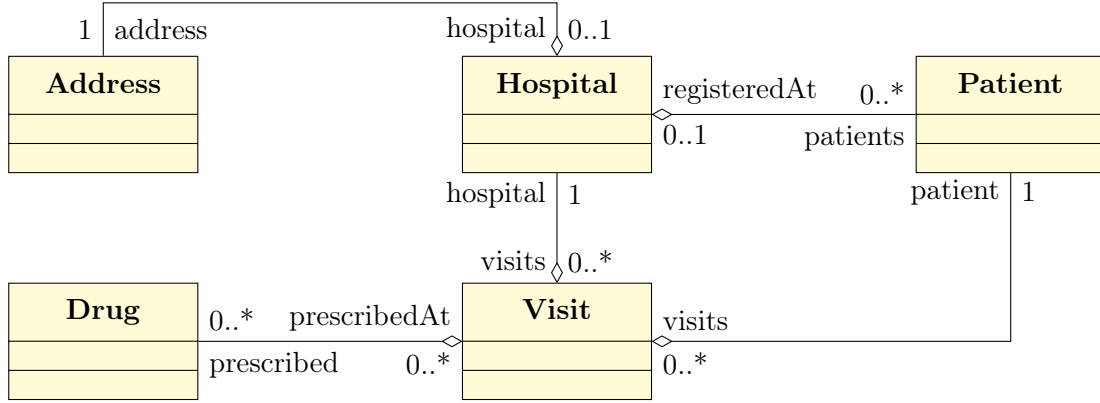 1 address
hospital 0..1
Address
Hospital
Patient
registeredAt 0..*
0..1 patients
hospital 1
patient 1
visits 0..*
Drug
Visit
0..* prescribedAt
visits
prescribed 0..*
0..*